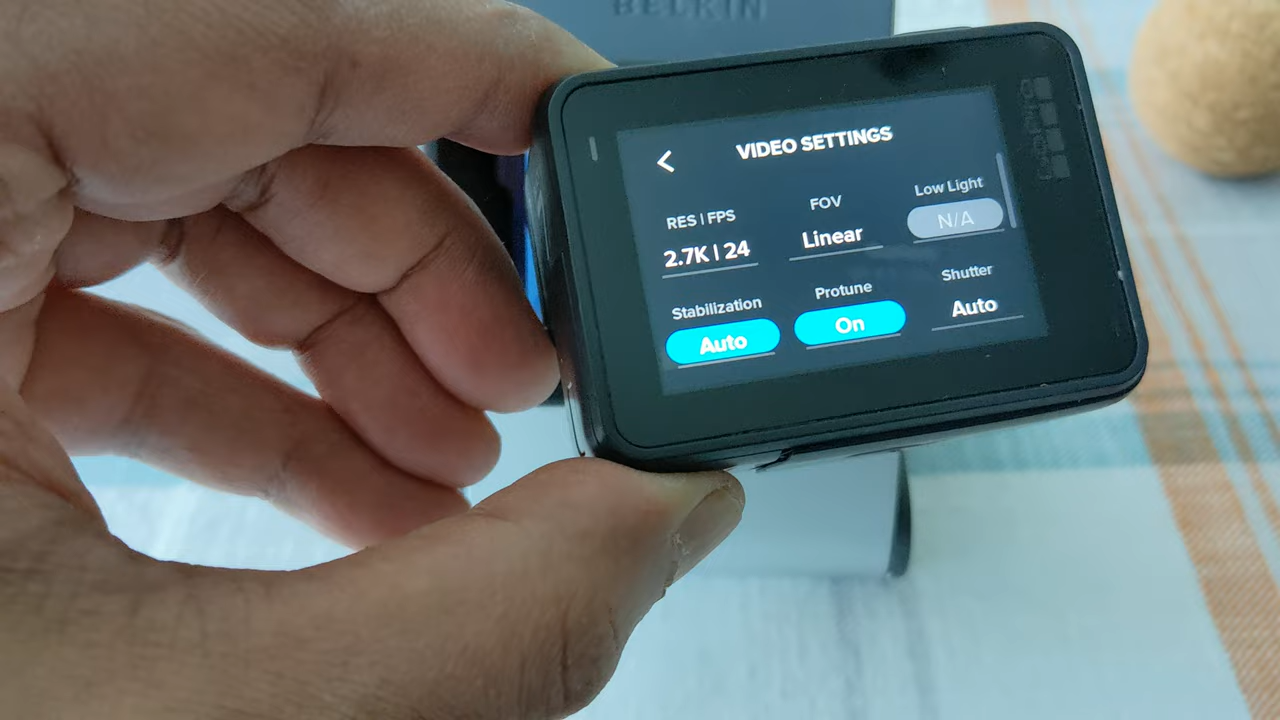 BELKIN
VIDEO SETTINGS
RES | FPS
2.7K | 24
FOV
Linear
Low Light
N/A
Stabilization
Auto
Protune
On
Shutter
Auto